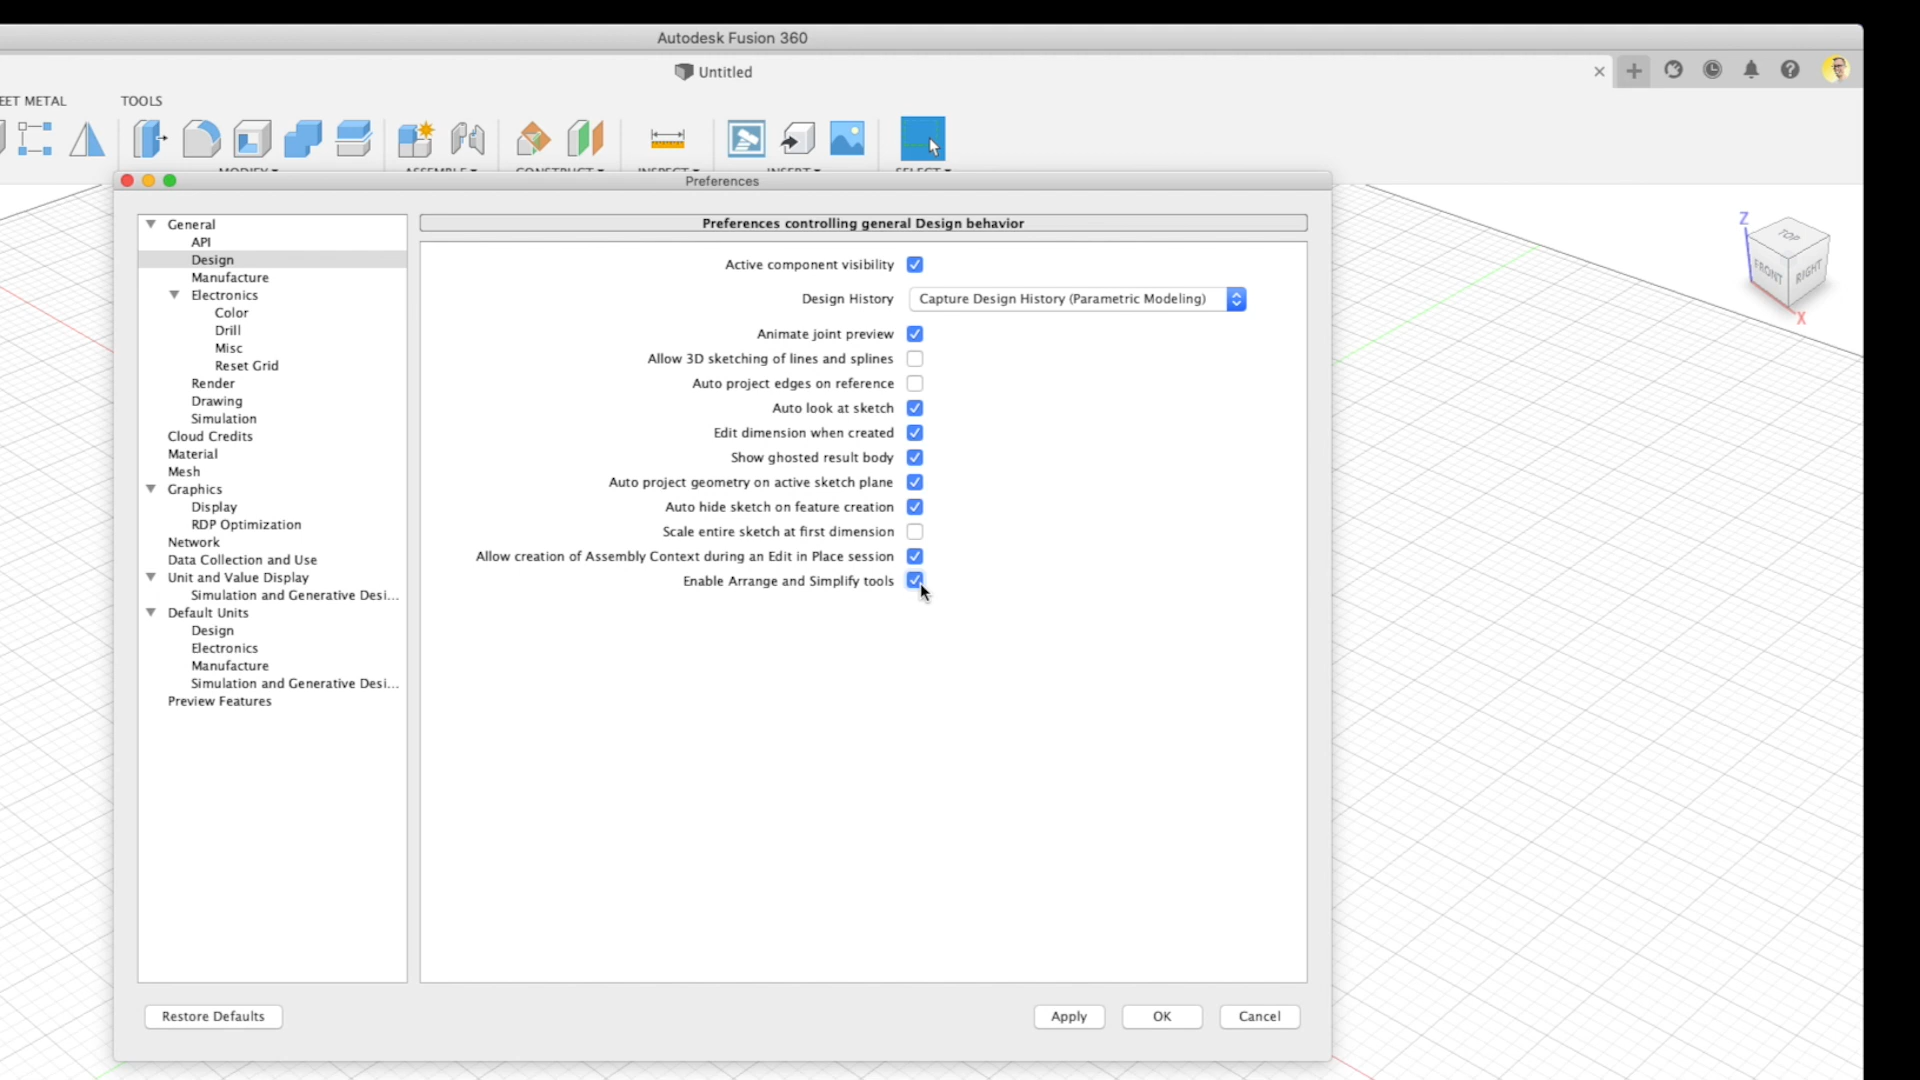 Autodesk Fusion 360
Untitled
EET METAL
TOOLS
MODIFY
ASSEMBLE
CONSTRUCT
INSPECT
INSERT
SELECT
Preferences
General
API
Design
Manufacture
Electronics
Color
Drill
Misc
Reset Grid
Render
Drawing
Simulation
Cloud Credits
Material
Mesh
Graphics
Display
RDP Optimization
Network
Data Collection and Use
Unit and Value Display
Simulation and Generative Desi...
Default Units
Design
Electronics
Manufacture
Simulation and Generative Desi...
Preview Features
Preferences controlling general Design behavior
Active component visibility
Design History Capture Design History (Parametric Modeling)
Animate joint preview
Allow 3D sketching of lines and splines
Auto project edges on reference
Auto look at sketch
Edit dimension when created
Show ghosted result body
Auto project geometry on active sketch plane
Auto hide sketch on feature creation
Scale entire sketch at first dimension
Allow creation of Assembly Context during an Edit in Place session
Enable Arrange and Simplify tools
Restore Defaults
Apply
OK
Cancel
Z
TOP
FRONT
RIGHT
X